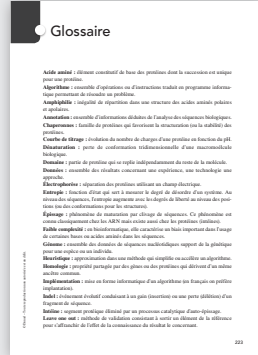 Glossaire
Acide aminé : élément constitutif de base des protéines dont la succession est unique
pour une protéine.
Algorithme : ensemble d'opérations ou d'instructions traduit en programme informa-
tique permettant de résoudre un problème.
Amphiphilie : inégalité de répartition dans une structure des acides aminés polaires
et apolaires.
Annotation : ensemble d'informations déduites de l'analyse des séquences biologiques.
Chaperonnes : famille de protéines qui favorisent la structuration (ou la stabilité) des
protéines.
Courbe de titrage : évolution du nombre de charges d'une protéine en fonction du pH.
Dénaturation : perte de conformation tridimensionnelle d'une macromolécule
biologique.
Domaine : partie de protéine qui se replie indépendamment du reste de la molécule.
Données : ensemble des résultats concernant une expérience, une technologie une
approche.
Électrophorèse : séparation des protéines utilisant un champ électrique.
Entropie : fonction d'état qui sert à mesurer le degré de désordre d'un système. Au
niveau des séquences, l'entropie augmente avec les degrés de liberté au niveau des posi-
tions (ou des conformations pour les structures).
Épissage : phénomène de maturation par clivage de séquences. Ce phénomène est
connu classiquement chez les ARN mais existe aussi chez les protéines (intéines).
Faible complexité : en bioinformatique, elle caractérise un biais important dans l'usage
de certaines bases ou acides aminés dans les séquences.
Génome : ensemble des données de séquences nucléotidiques support de la génétique
pour une espèce ou un individu.
Heuristique : approximation dans une méthode qui simplifie ou accélère un algorithme.
Homologie : propriété partagée par des gènes ou des protéines qui dérivent d'un même
ancêtre commun.
Implémentation : mise en forme informatique d'un algorithme (en français on préfère
implantation).
Indel : événement évolutif conduisant à un gain (insertion) ou une perte (délétion) d'un
fragment de séquence.
Intéine : segment protéique éliminé par un processus catalytique d'auto-épissage.
Leave one out : méthode de validation consistant à sortir un élément de la référence
pour s'affranchir de l'effet de la connaissance du résultat le concernant.
223